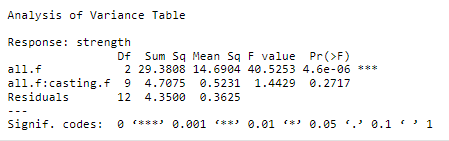 Analysis of Variance Table
Response: strength
Df Sum Sq Mean Sq F value Pr(>F)
all.f 2 29.3808 14.6904 40.5253 4.6e-06 ***
all.f:casting.f 9 4.7075 0.5231 1.4429 0.2717
Residuals 12 4.3500 0.3625
---
Signif. codes: 0 ‘***’ 0.001 ‘**’ 0.01 ‘*’ 0.05 ‘.’ 0.1 ‘ ’ 1